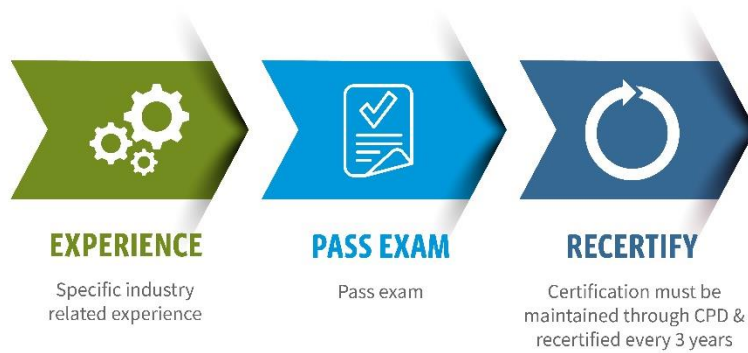 EXPERIENCE
Specific industry
related experience
PASS EXAM
Pass exam
RECERTIFY
Certification must be
maintained through CPD &
recertified every 3 years